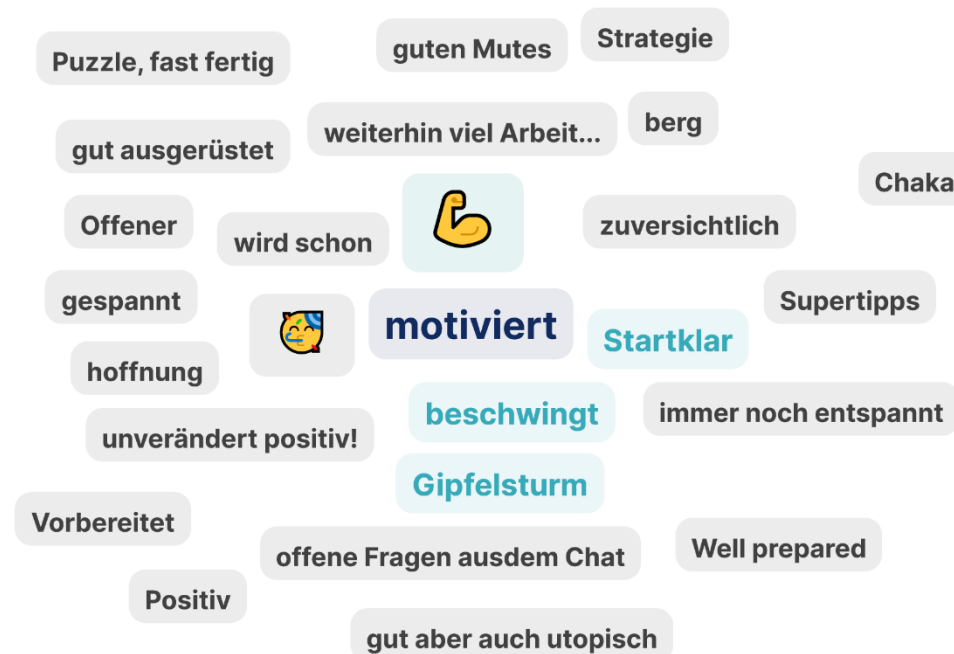 guten Mutes
Strategie
Puzzle, fast fertig
berg
weiterhin viel Arbeit...
gut ausgerüstet
Chaka
Offener
zuversichtlich
wird schon
gespannt
Supertipps
motiviert
Startklar
hoffnung
beschwingt
immer noch entspannt
unverändert positiv!
Gipfelsturm
Vorbereitet
offene Fragen ausdem Chat
Well prepared
Positiv
gut aber auch utopisch